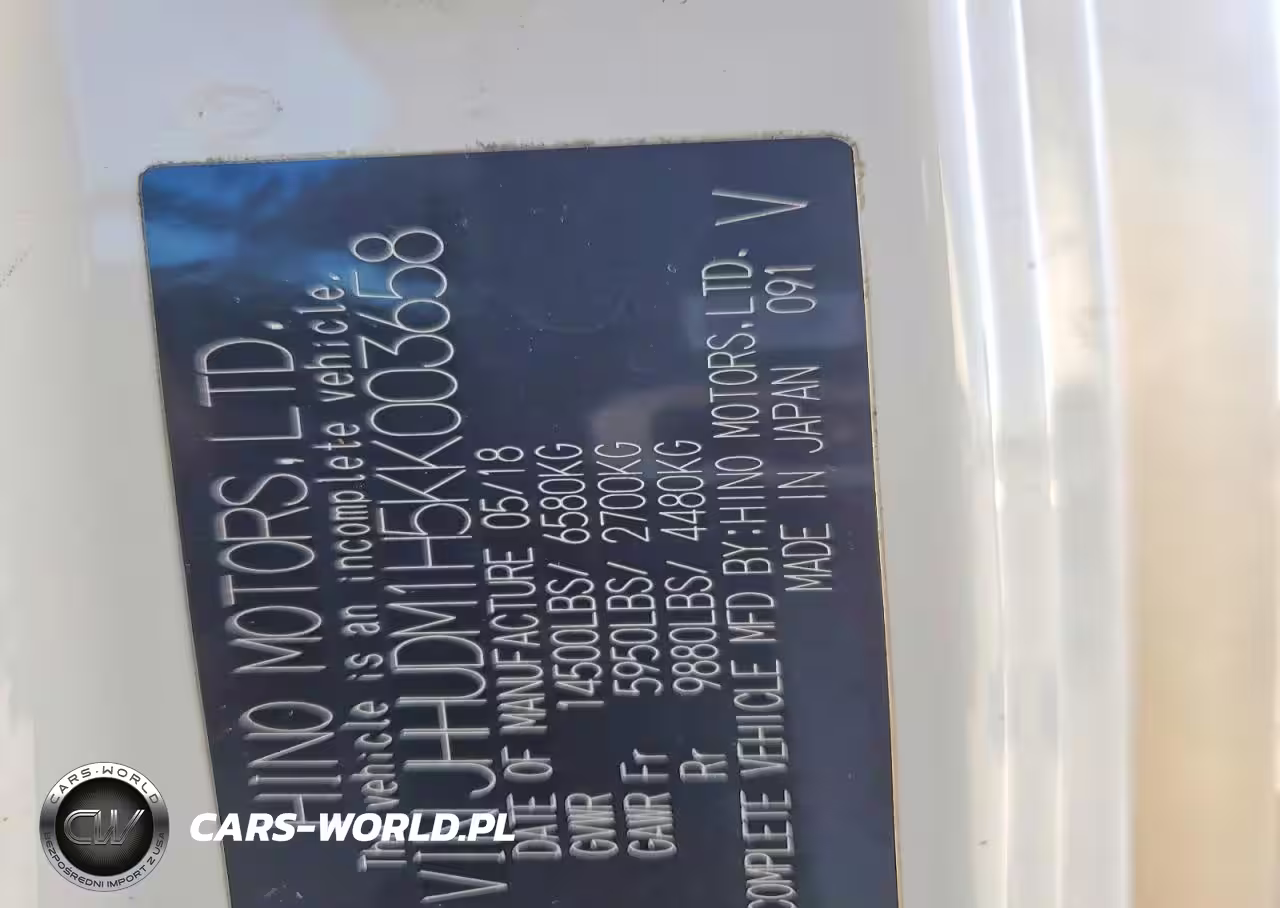 HINO MOTORS,LTD.
This vehicle is an incomplete vehicle.
VIN JHHUDM1H5KK003658
DATE OF MANUFACTURE 05/18
GVWR 14500LBS/ 6580KG
GAWR Fr 5950LBS/ 2700KG
Rr 9880LBS/ 4480KG
COMPLETE VEHICLE MFD BY:HINO MOTORS,LTD. V
MADE IN JAPAN 091
CARS-WORLD
CW
BEZPOŚREDNI IMPORT Z USA
CARS-WORLD.PL